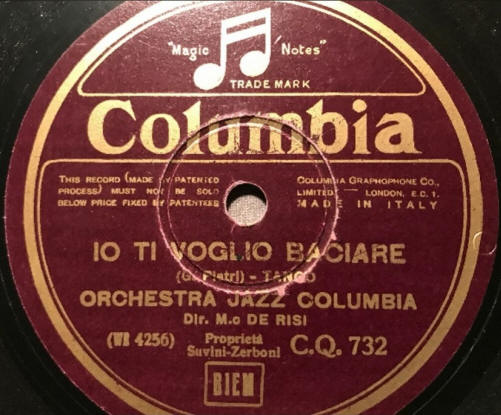 "Magic Notes"
TRADE MARK
Columbia
THIS RECORD (MADE BY PATENTED
PROCESS) MUST NOT BE SOLD
BELOW PRICE FIXED BY PATENTEES
COLUMBIA GRAPHOPHONE Co.,
LIMITED — LONDON. E.C. 1.
MADE IN ITALY
IO TI VOGLIO BACIARE
(G. Pietri) - TANGO
ORCHESTRA JAZZ COLUMBIA
Dir. M.o DE RISI
(WB 4256)
Proprietà
Suvini-Zerboni
C.Q. 732
BIEM